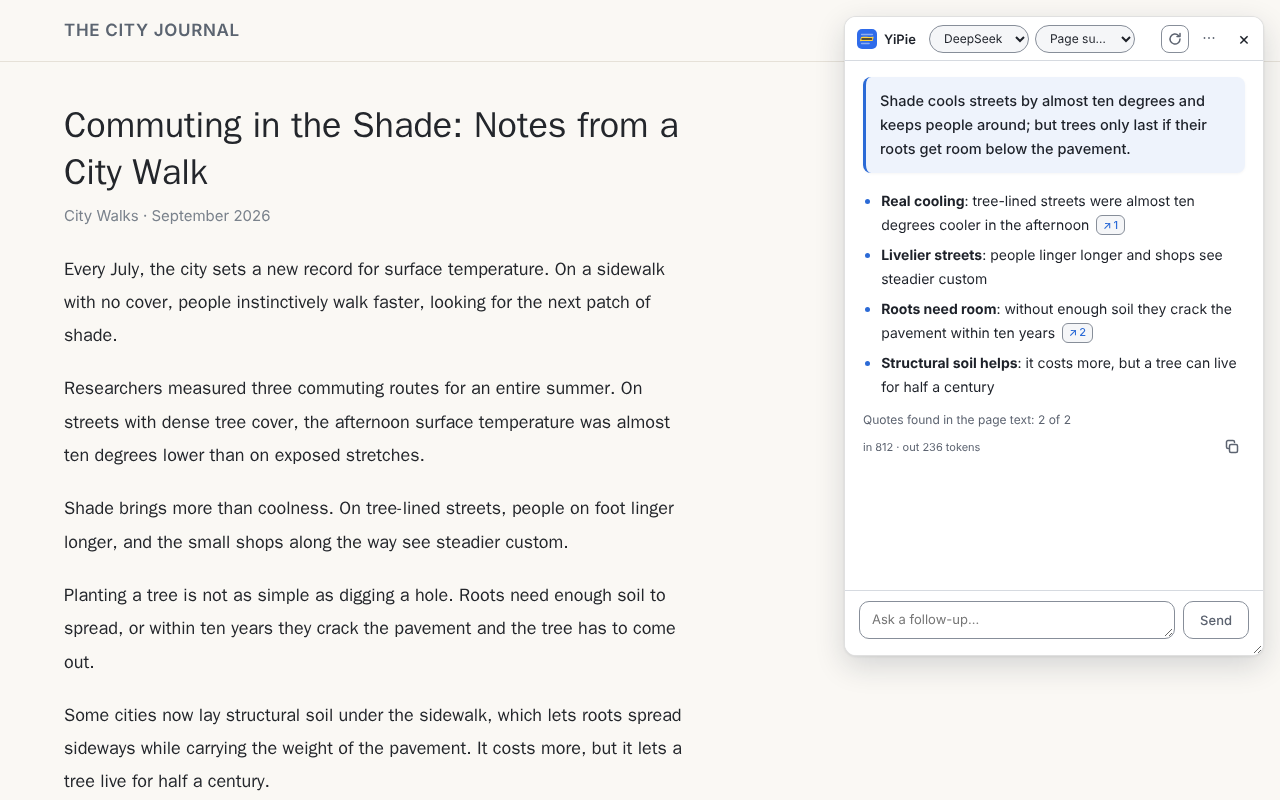 THE CITY JOURNAL
Commuting in the Shade: Notes from a
City Walk
City Walks · September 2026
Every July, the city sets a new record for surface temperature. On a sidewalk
with no cover, people instinctively walk faster, looking for the next patch of
shade.
Researchers measured three commuting routes for an entire summer. On
streets with dense tree cover, the afternoon surface temperature was almost
ten degrees lower than on exposed stretches.
Shade brings more than coolness. On tree-lined streets, people on foot linger
longer, and the small shops along the way see steadier custom.
Planting a tree is not as simple as digging a hole. Roots need enough soil to
spread, or within ten years they crack the pavement and the tree has to come
out.
Some cities now lay structural soil under the sidewalk, which lets roots spread
sideways while carrying the weight of the pavement. It costs more, but it lets a
tree live for half a century.
YiPie
DeepSeek
Page su...
Shade cools streets by almost ten degrees and
keeps people around; but trees only last if their
roots get room below the pavement.
Real cooling: tree-lined streets were almost ten
degrees cooler in the afternoon ↗1
Livelier streets: people linger longer and shops see
steadier custom
Roots need room: without enough soil they crack the
pavement within ten years ↗2
Structural soil helps: it costs more, but a tree can live
for half a century
Quotes found in the page text: 2 of 2
in 812 · out 236 tokens
Ask a follow-up...
Send